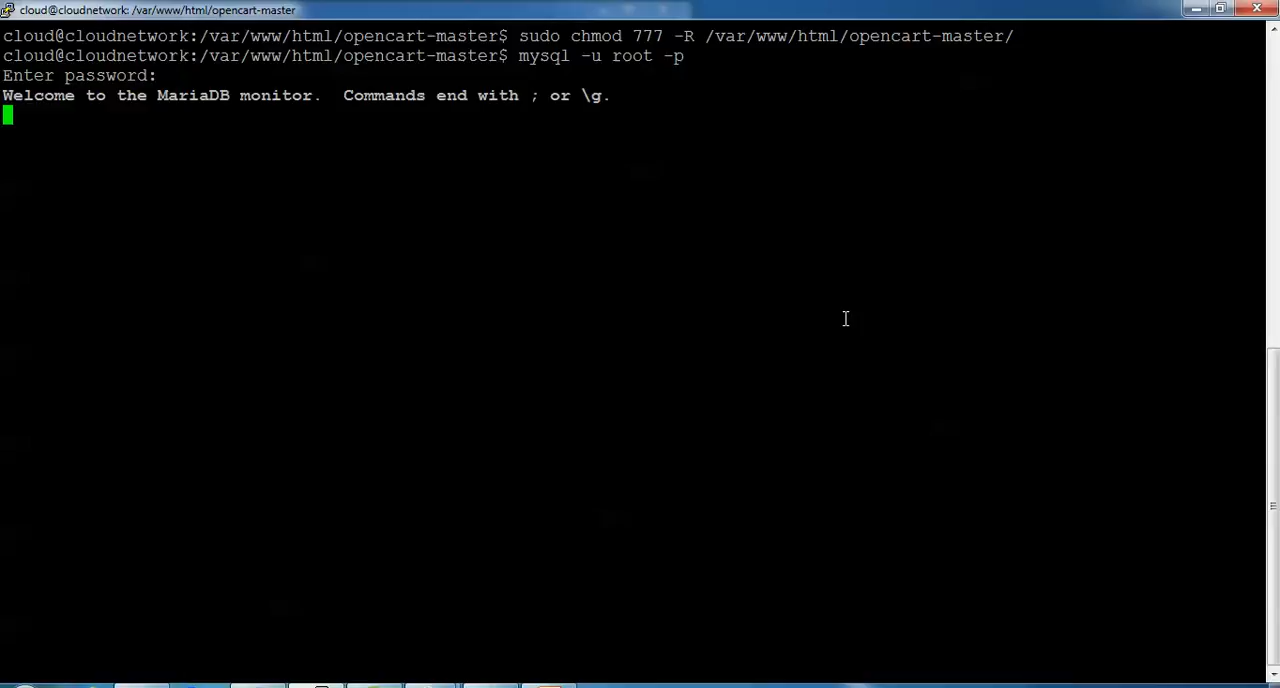 cloud@cloudnetwork: /var/www/html/opencart-master
cloud@cloudnetwork:/var/www/html/opencart-master$ sudo chmod 777 -R /var/www/html/opencart-master/
cloud@cloudnetwork:/var/www/html/opencart-master$ mysql -u root -p
Enter password:
Welcome to the MariaDB monitor.  Commands end with ; or \g.